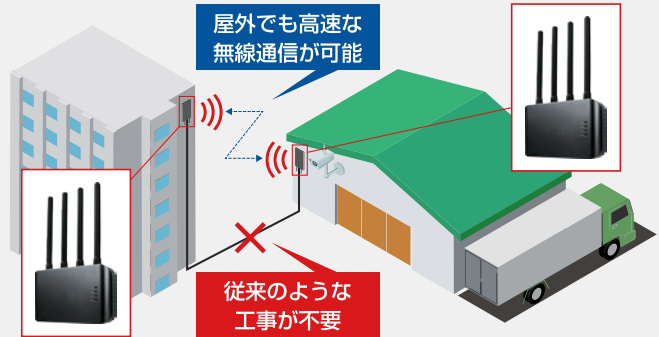 屋外でも高速な
無線通信が可能
従来のような
工事が不要